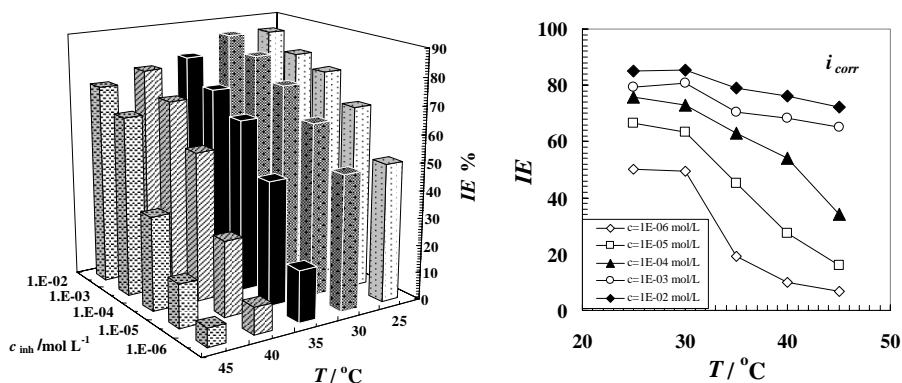 90
80
70
60
50
40
30
20
10
0
IE %
1.E-02
1.E-03
1.E-04
1.E-05
1.E-06
c inh /mol L-1
45
40
35
30
25
T / oC
100
80
60
40
20
0
IE
i corr
c=1E-06 mol/L
c=1E-05 mol/L
c=1E-04 mol/L
c=1E-03 mol/L
c=1E-02 mol/L
20
30
40
50
T / oC